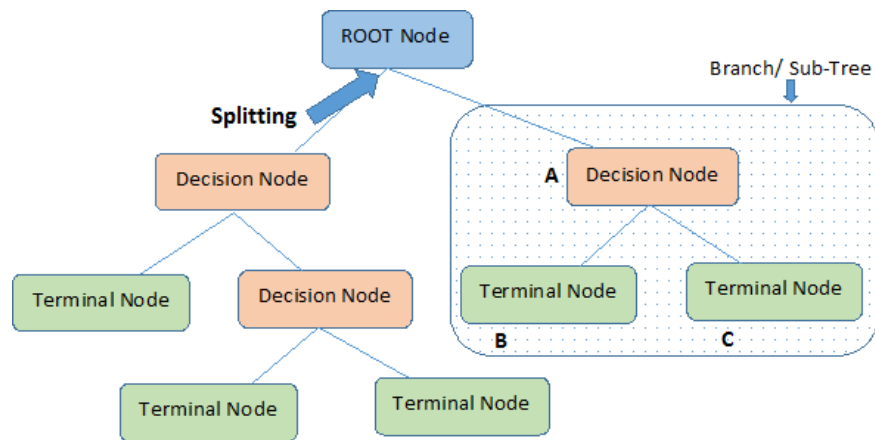 ROOT Node
Branch/ Sub-Tree
Splitting
Decision Node
A
Decision Node
Terminal Node
Decision Node
Terminal Node
Terminal Node
B
C
Terminal Node
Terminal Node